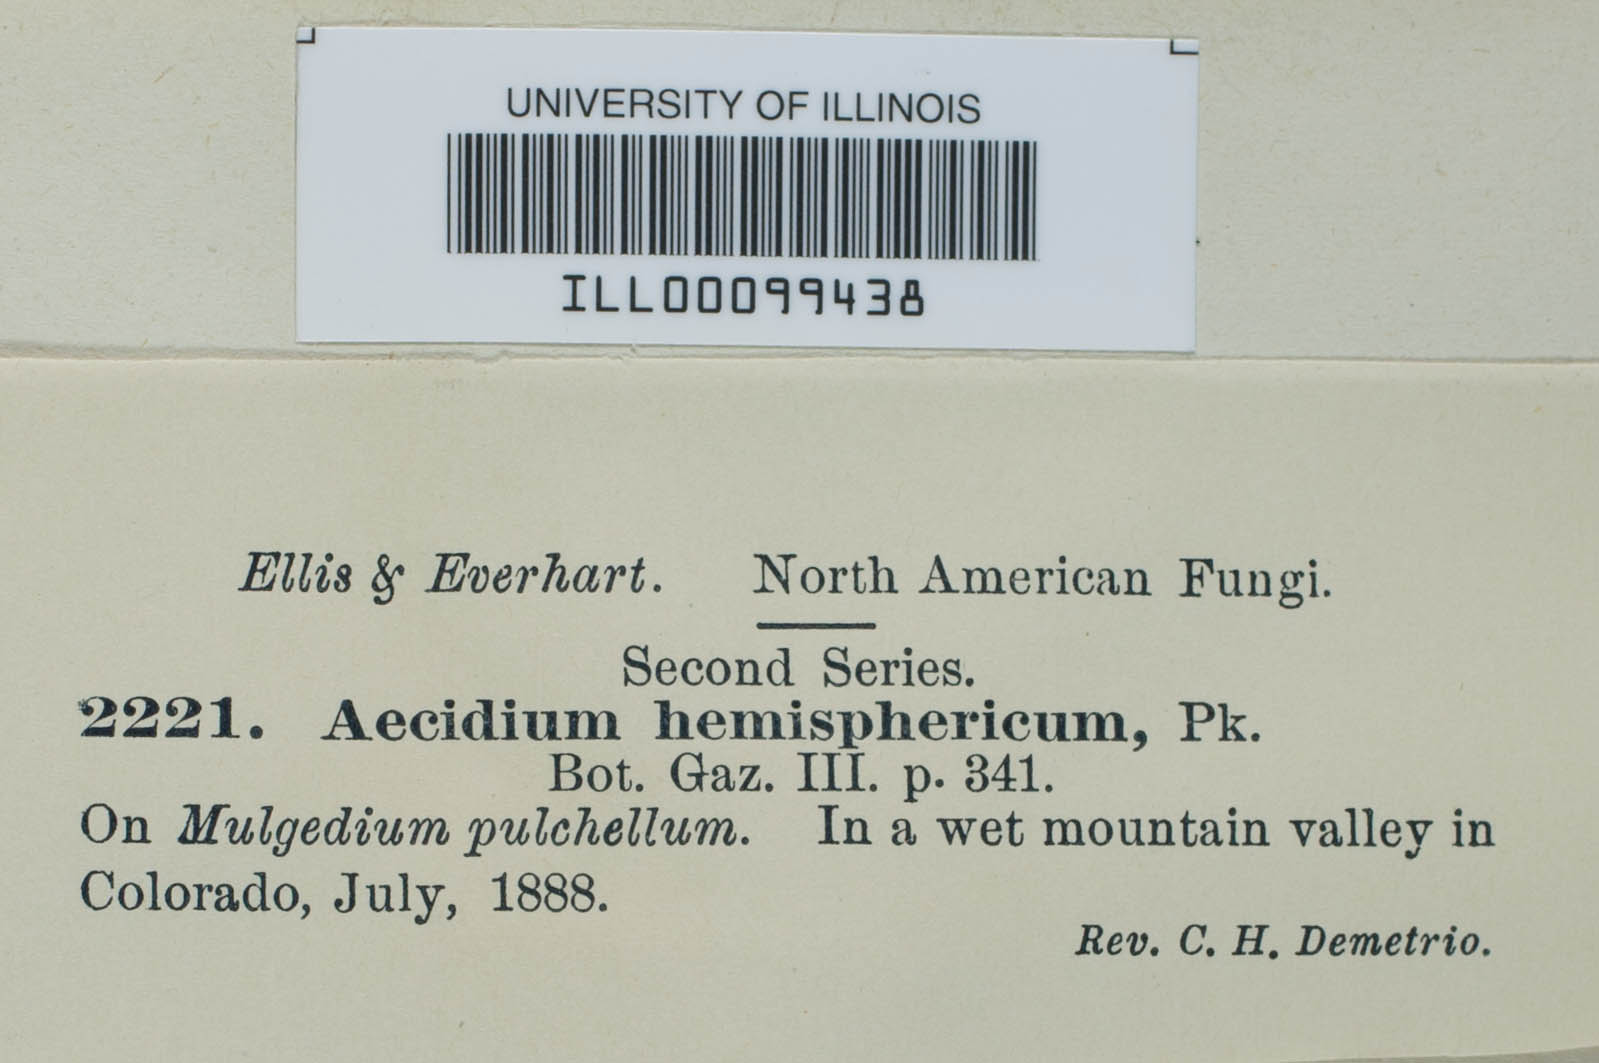 UNIVERSITY OF ILLINOIS
ILL00099438
Ellis & Everhart. North American Fungi.
Second Series.
2221. Aecidium hemisphericum, Pk.
Bot. Gaz. III. p. 341.
On Mulgedium pulchellum. In a wet mountain valley in
Colorado, July, 1888.
Rev. C. H. Demetrio.